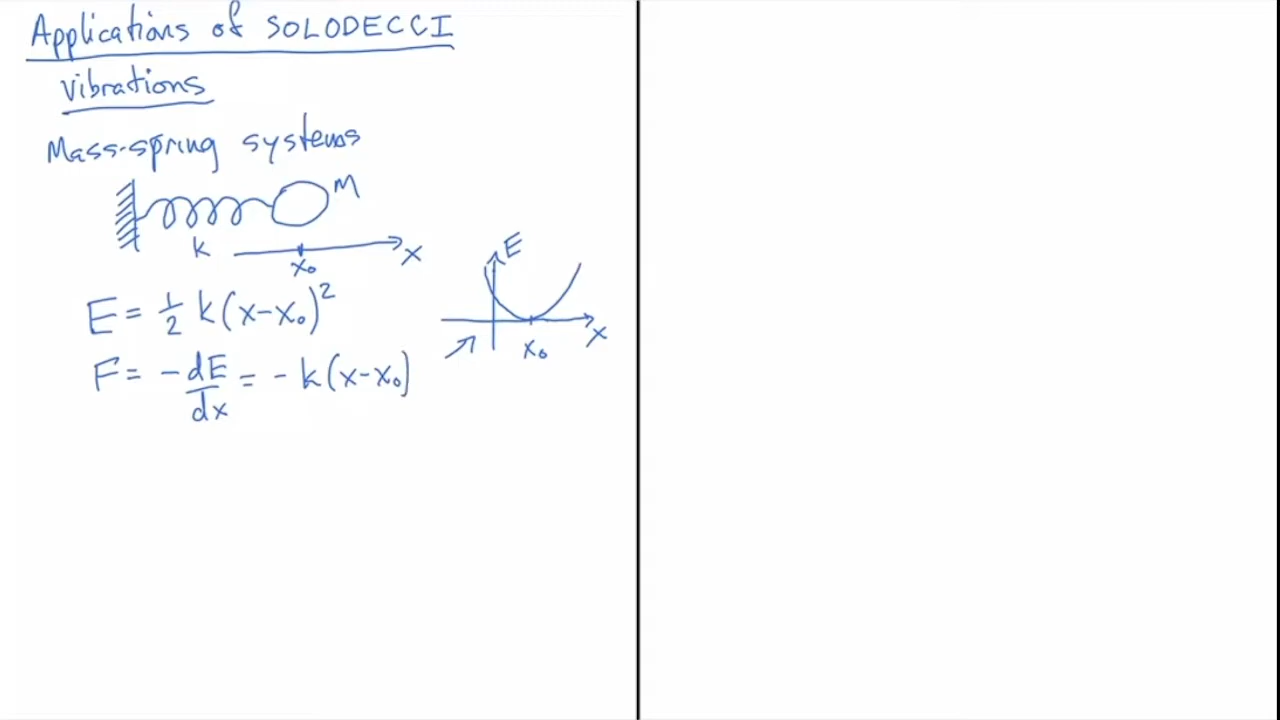 Applications of SOLODECCI
Vibrations
Mass-spring systems
M
k
x
x₀
E = ½ k(x-x₀)²
E
x
x₀
F = -dE/dx = -k(x-x₀)